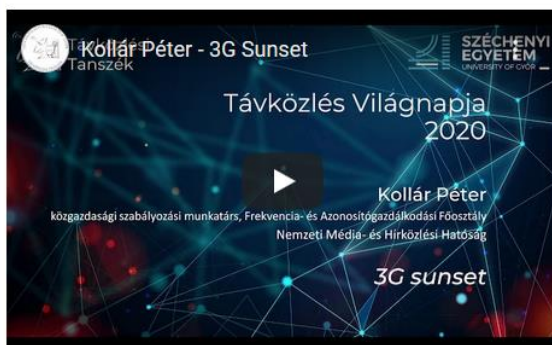 Kollár Péter - 3G Sunset
Távközlési
Tanszék
SZÉCHENYI
EGYETEM
UNIVERSITY OF GYŐR
Távközlés Világnapja
2020
Kollár Péter
közgazdasági szabályozási munkatárs, Frekvencia- és Azonosítógazdálkodási Főosztály
Nemzeti Média- és Hírközlési Hatóság
3G sunset